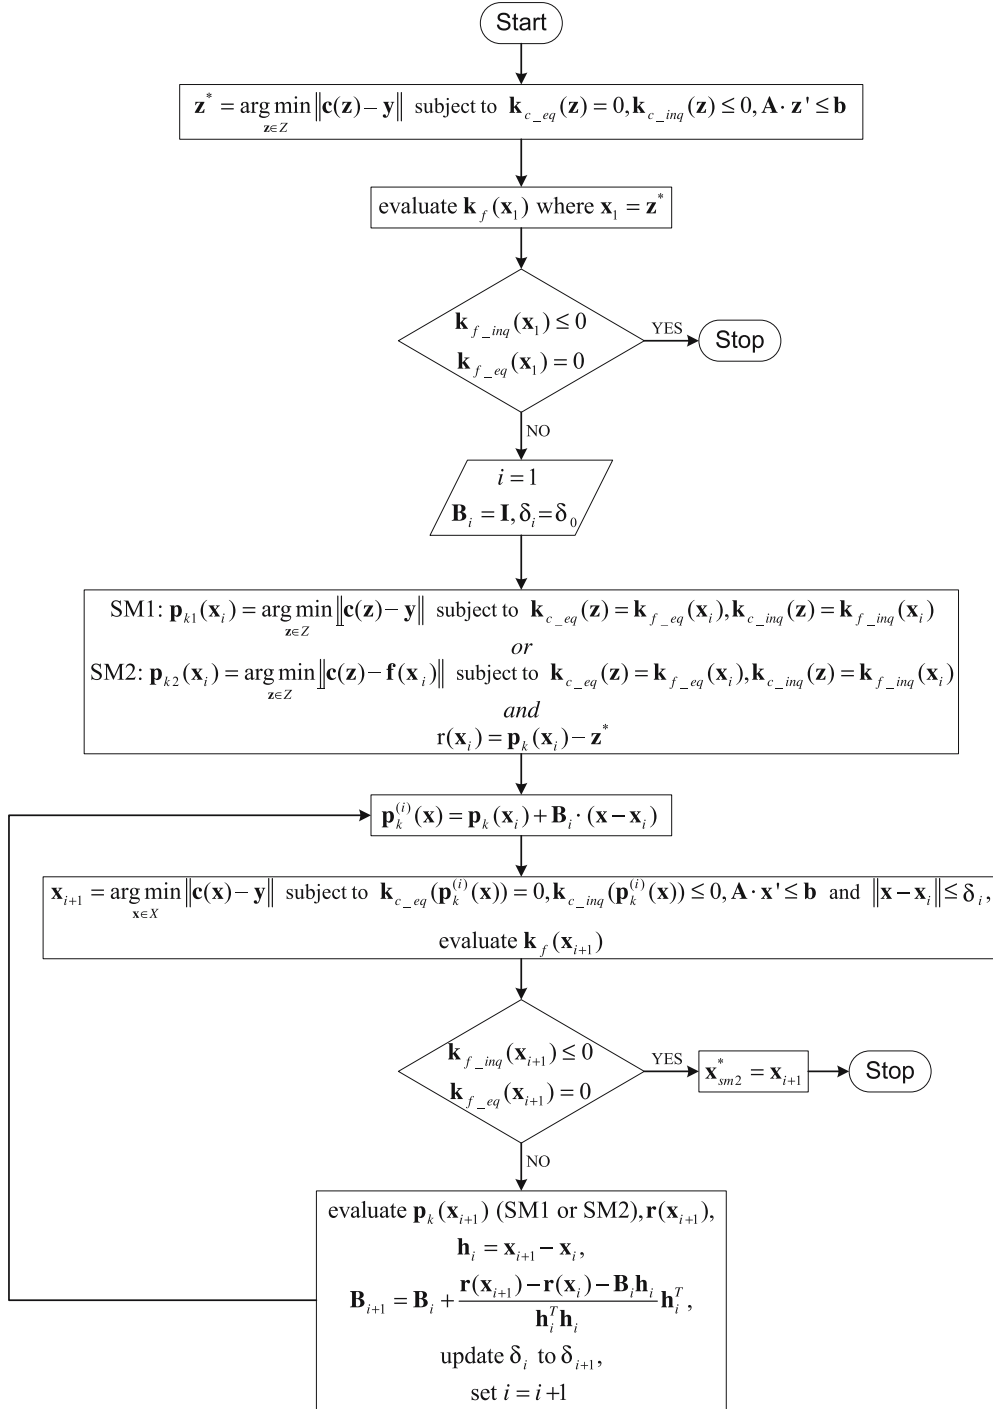 Start
z* = arg min ‖c(z) − y‖ subject to k_{c_eq}(z) = 0, k_{c_inq}(z) ≤ 0, A · z' ≤ b
z∈Z
evaluate k_f(x_1) where x_1 = z*
k_{f_inq}(x_1) ≤ 0
k_{f_eq}(x_1) = 0
YES
Stop
NO
i = 1
B_i = I, δ_i = δ_0
SM1: p_{k1}(x_i) = arg min ‖c(z) − y‖ subject to k_{c_eq}(z) = k_{f_eq}(x_i), k_{c_inq}(z) = k_{f_inq}(x_i)
z∈Z
or
SM2: p_{k2}(x_i) = arg min ‖c(z) − f(x_i)‖ subject to k_{c_eq}(z) = k_{f_eq}(x_i), k_{c_inq}(z) = k_{f_inq}(x_i)
z∈Z
and
r(x_i) = p_k(x_i) − z*
p_k^{(i)}(x) = p_k(x_i) + B_i · (x − x_i)
x_{i+1} = arg min ‖c(x) − y‖ subject to k_{c_eq}(p_k^{(i)}(x)) = 0, k_{c_inq}(p_k^{(i)}(x)) ≤ 0, A · x' ≤ b and ‖x − x_i‖ ≤ δ_i,
x∈X
evaluate k_f(x_{i+1})
k_{f_inq}(x_{i+1}) ≤ 0
k_{f_eq}(x_{i+1}) = 0
YES
x*_{sm2} = x_{i+1}
Stop
NO
evaluate p_k(x_{i+1}) (SM1 or SM2), r(x_{i+1}),
h_i = x_{i+1} − x_i,
B_{i+1} = B_i + \frac{r(x_{i+1}) − r(x_i) − B_i h_i}{h_i^T h_i} h_i^T,
update δ_i to δ_{i+1},
set i = i+1